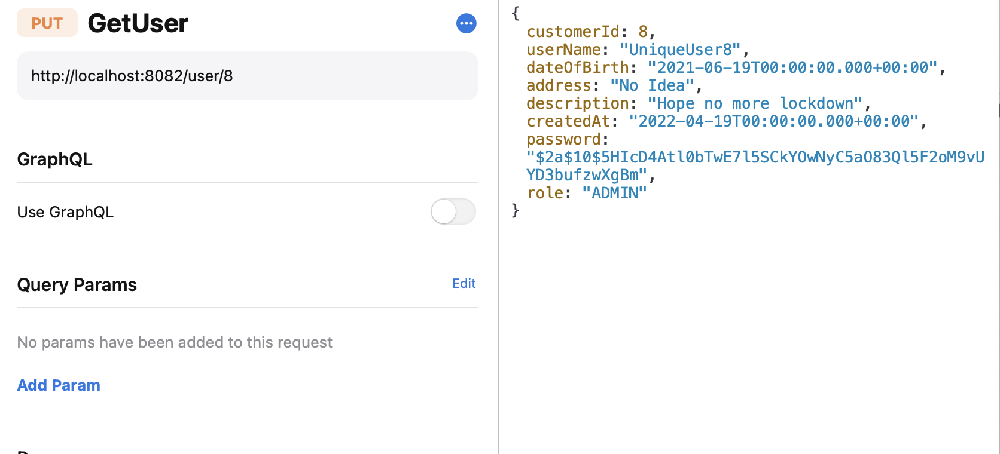 PUT GetUser
http://localhost:8082/user/8
GraphQL
Use GraphQL
Query Params Edit
No params have been added to this request
Add Param
{
customerId: 8,
userName: "UniqueUser8",
dateOfBirth: "2021-06-19T00:00:00.000+00:00",
address: "No Idea",
description: "Hope no more lockdown",
createdAt: "2022-04-19T00:00:00.000+00:00",
password:
"$2a$10$5HIcD4Atl0bTwE7l5SCkYOwNyC5aO83Ql5F2oM9vU
YD3bufzwXgBm",
role: "ADMIN"
}